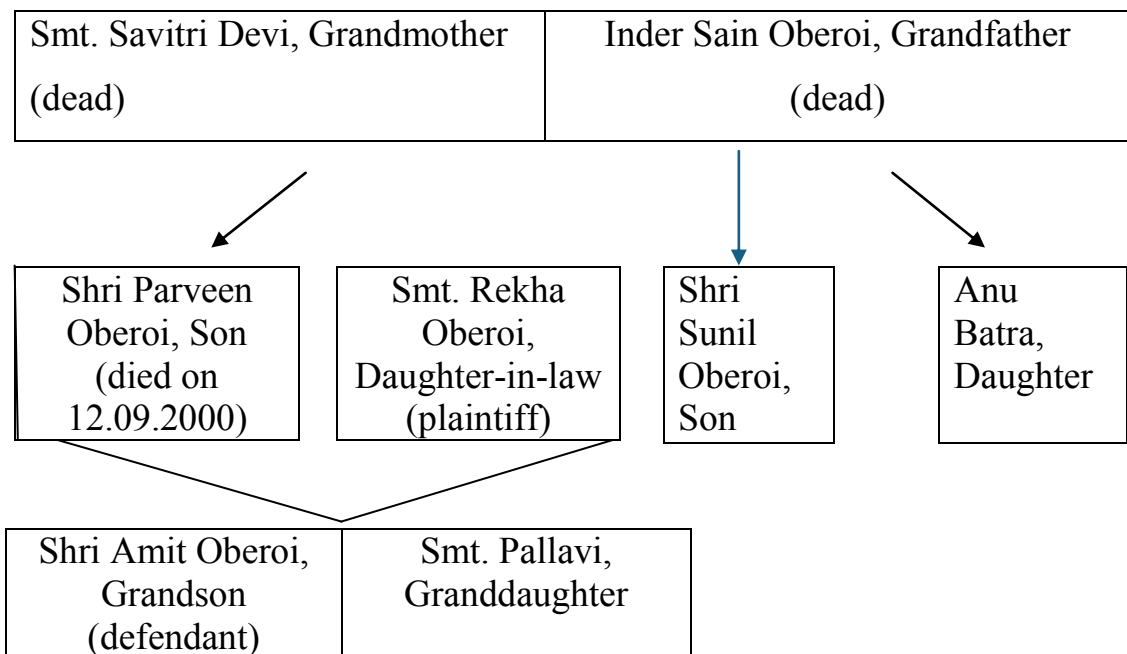 Smt. Savitri Devi, Grandmother
(dead)
Inder Sain Oberoi, Grandfather
(dead)
Shri Parveen
Oberoi, Son
(died on
12.09.2000)
Smt. Rekha
Oberoi,
Daughter-in-law
(plaintiff)
Shri
Sunil
Oberoi,
Son
Anu
Batra,
Daughter
Shri Amit Oberoi,
Grandson
(defendant)
Smt. Pallavi,
Granddaughter